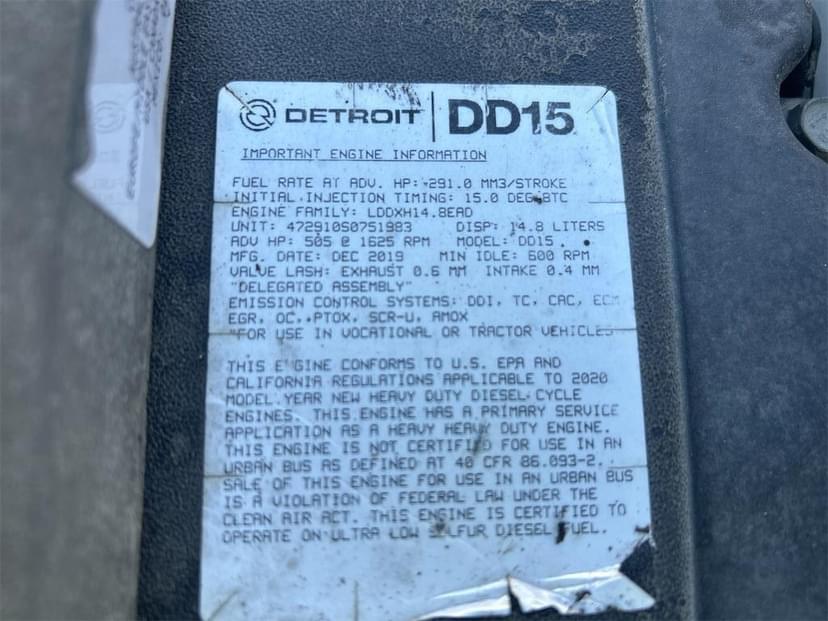 DETROIT | DD15
IMPORTANT ENGINE INFORMATION
FUEL RATE AT ADV. HP: 291.0 MM3/STROKE
INITIAL INJECTION TIMING: 15.0 DEG BTC
ENGINE FAMILY: LDDXH14.8EAD
UNIT: 472910S0751983 DISP: 14.8 LITERS
ADV HP: 505 @ 1625 RPM MODEL: DD15
MFG. DATE: DEC 2019 MIN IDLE: 600 RPM
VALVE LASH: EXHAUST 0.6 MM INTAKE 0.4 MM
"DELEGATED ASSEMBLY"
EMISSION CONTROL SYSTEMS: DDI, TC, CAC, ECM
EGR, OC, PTOX, SCR-U, AMOX
"FOR USE IN VOCATIONAL OR TRACTOR VEHICLES
THIS ENGINE CONFORMS TO U.S. EPA AND
CALIFORNIA REGULATIONS APPLICABLE TO 2020
MODEL YEAR NEW HEAVY DUTY DIESEL CYCLE
ENGINES. THIS ENGINE HAS A PRIMARY SERVICE
APPLICATION AS A HEAVY HEAVY DUTY ENGINE.
THIS ENGINE IS NOT CERTIFIED FOR USE IN AN
URBAN BUS AS DEFINED AT 40 CFR 86.093-2.
SALE OF THIS ENGINE FOR USE IN AN URBAN BUS
IS A VIOLATION OF FEDERAL LAW UNDER THE
CLEAN AIR ACT. THIS ENGINE IS CERTIFIED TO
OPERATE ON ULTRA LOW SULFUR DIESEL FUEL.